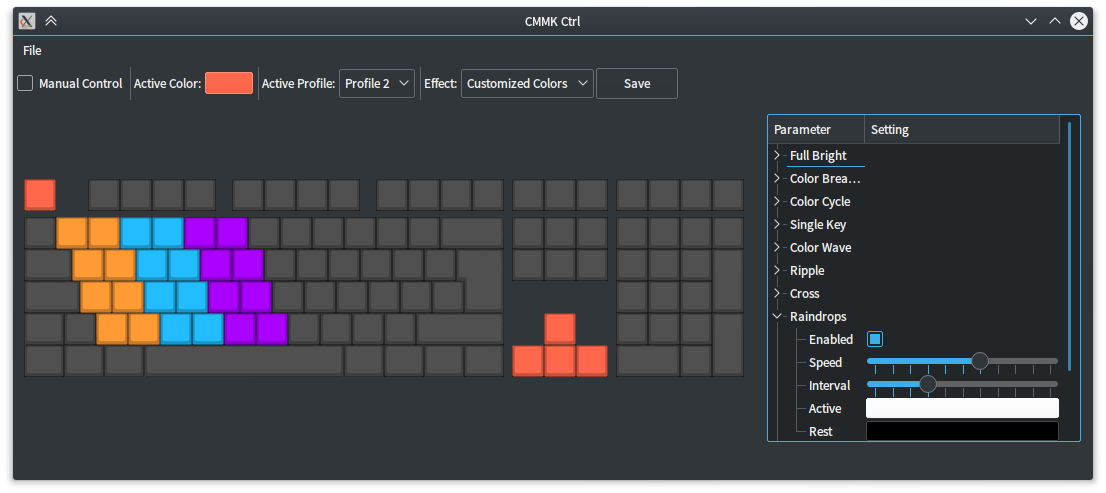 CMMK Ctrl
File
Manual Control Active Color: Active Profile: Profile 2 Effect: Customized Colors Save
Parameter Setting
Full Bright
Color Brea...
Color Cycle
Single Key
Color Wave
Ripple
Cross
Raindrops
Enabled
Speed
Interval
Active
Rest